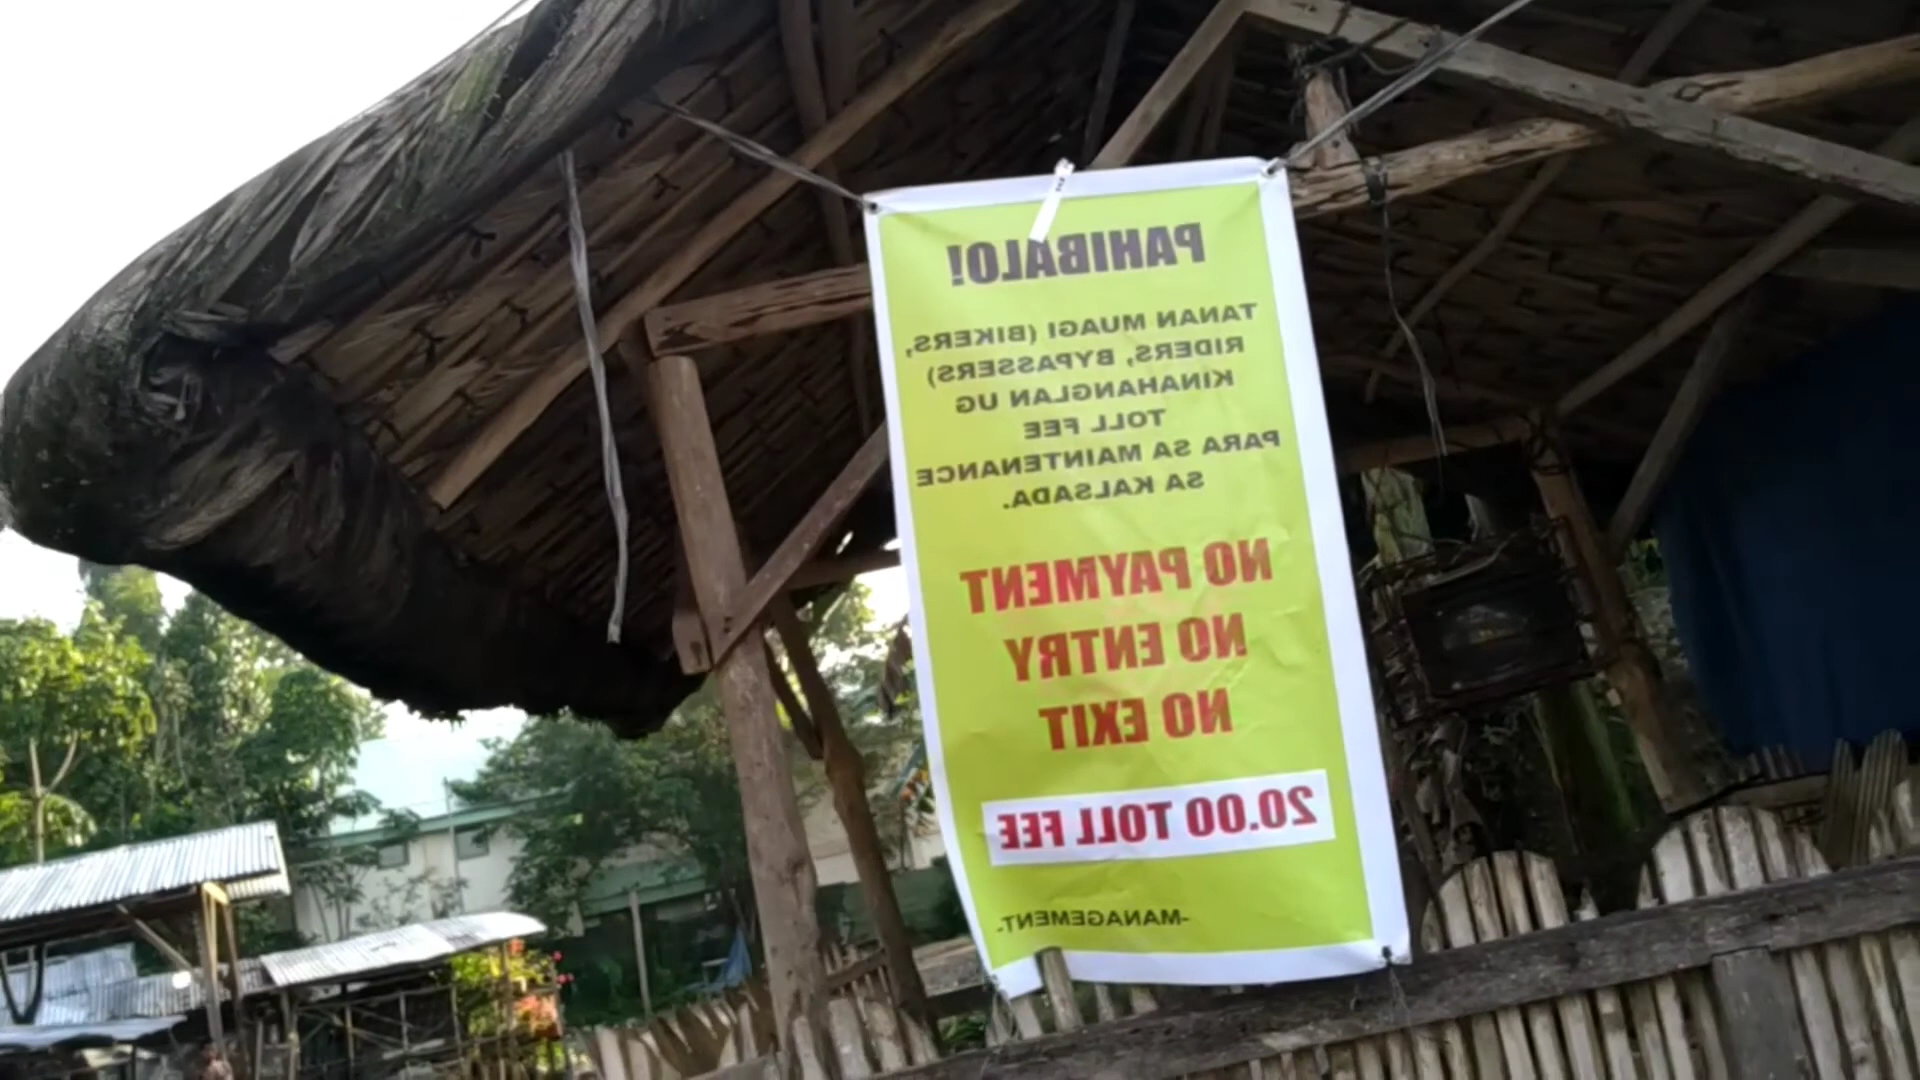 PAHIBALO!
TANAN MUAGI (BIKERS,
RIDERS, BYPASSERS)
KINAHANGLAN UG
TOLL FEE
PARA SA MAINTENANCE
SA KALSADA.
NO PAYMENT
NO ENTRY
NO EXIT
20.00 TOLL FEE
-MANAGEMENT-